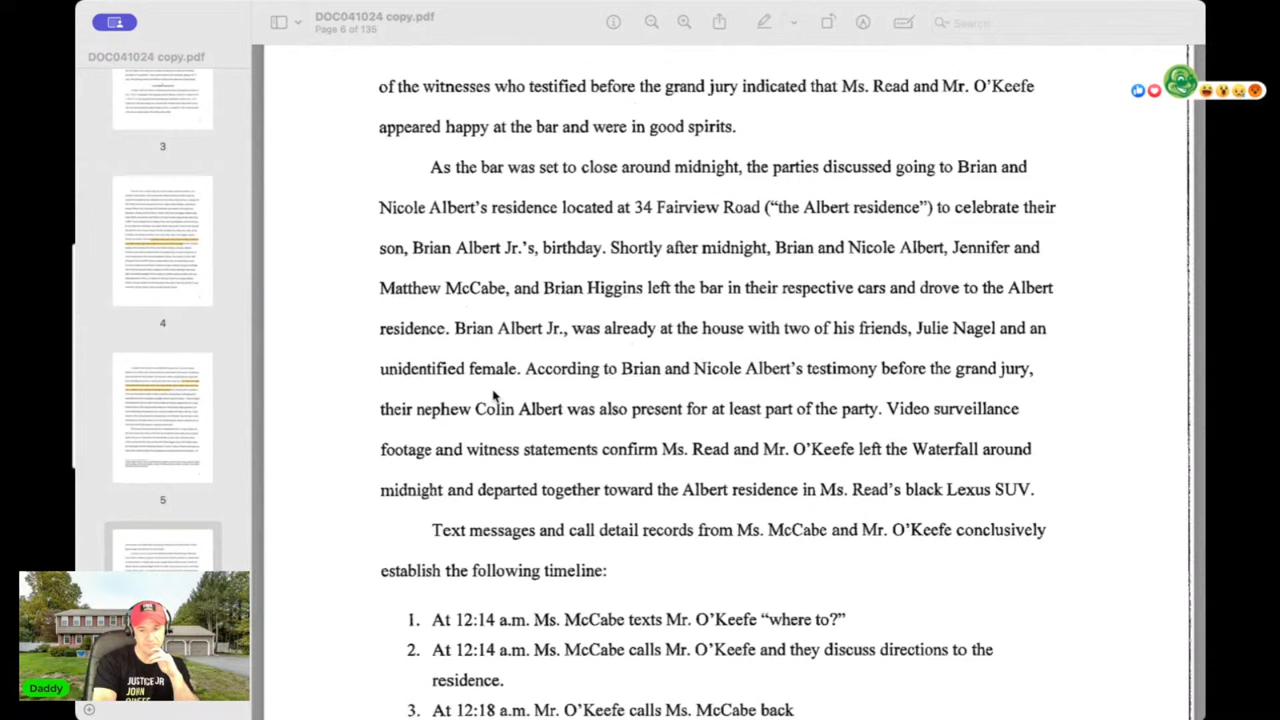 DOC041024 copy.pdf
Page 6 of 135
Search
DOC041024 copy.pdf
3
4
5
of the witnesses who testified before the grand jury indicated that Ms. Read and Mr. O'Keefe
appeared happy at the bar and were in good spirits.
As the bar was set to close around midnight, the parties discussed going to Brian and
Nicole Albert's residence located at 34 Fairview Road ("the Albert residence") to celebrate their
son, Brian Albert Jr.'s, birthday. Shortly after midnight, Brian and Nicole Albert, Jennifer and
Matthew McCabe, and Brian Higgins left the bar in their respective cars and drove to the Albert
residence. Brian Albert Jr., was already at the house with two of his friends, Julie Nagel and an
unidentified female. According to Brian and Nicole Albert's testimony before the grand jury,
their nephew Colin Albert was also present for at least part of the party. Video surveillance
footage and witness statements confirm Ms. Read and Mr. O'Keefe left the Waterfall around
midnight and departed together toward the Albert residence in Ms. Read's black Lexus SUV.
Text messages and call detail records from Ms. McCabe and Mr. O'Keefe conclusively
establish the following timeline:
1. At 12:14 a.m. Ms. McCabe texts Mr. O'Keefe "where to?"
2. At 12:14 a.m. Ms. McCabe calls Mr. O'Keefe and they discuss directions to the
residence.
3. At 12:18 a.m. Mr. O'Keefe calls Ms. McCabe back
JUSTICE
JOHN
Daddy